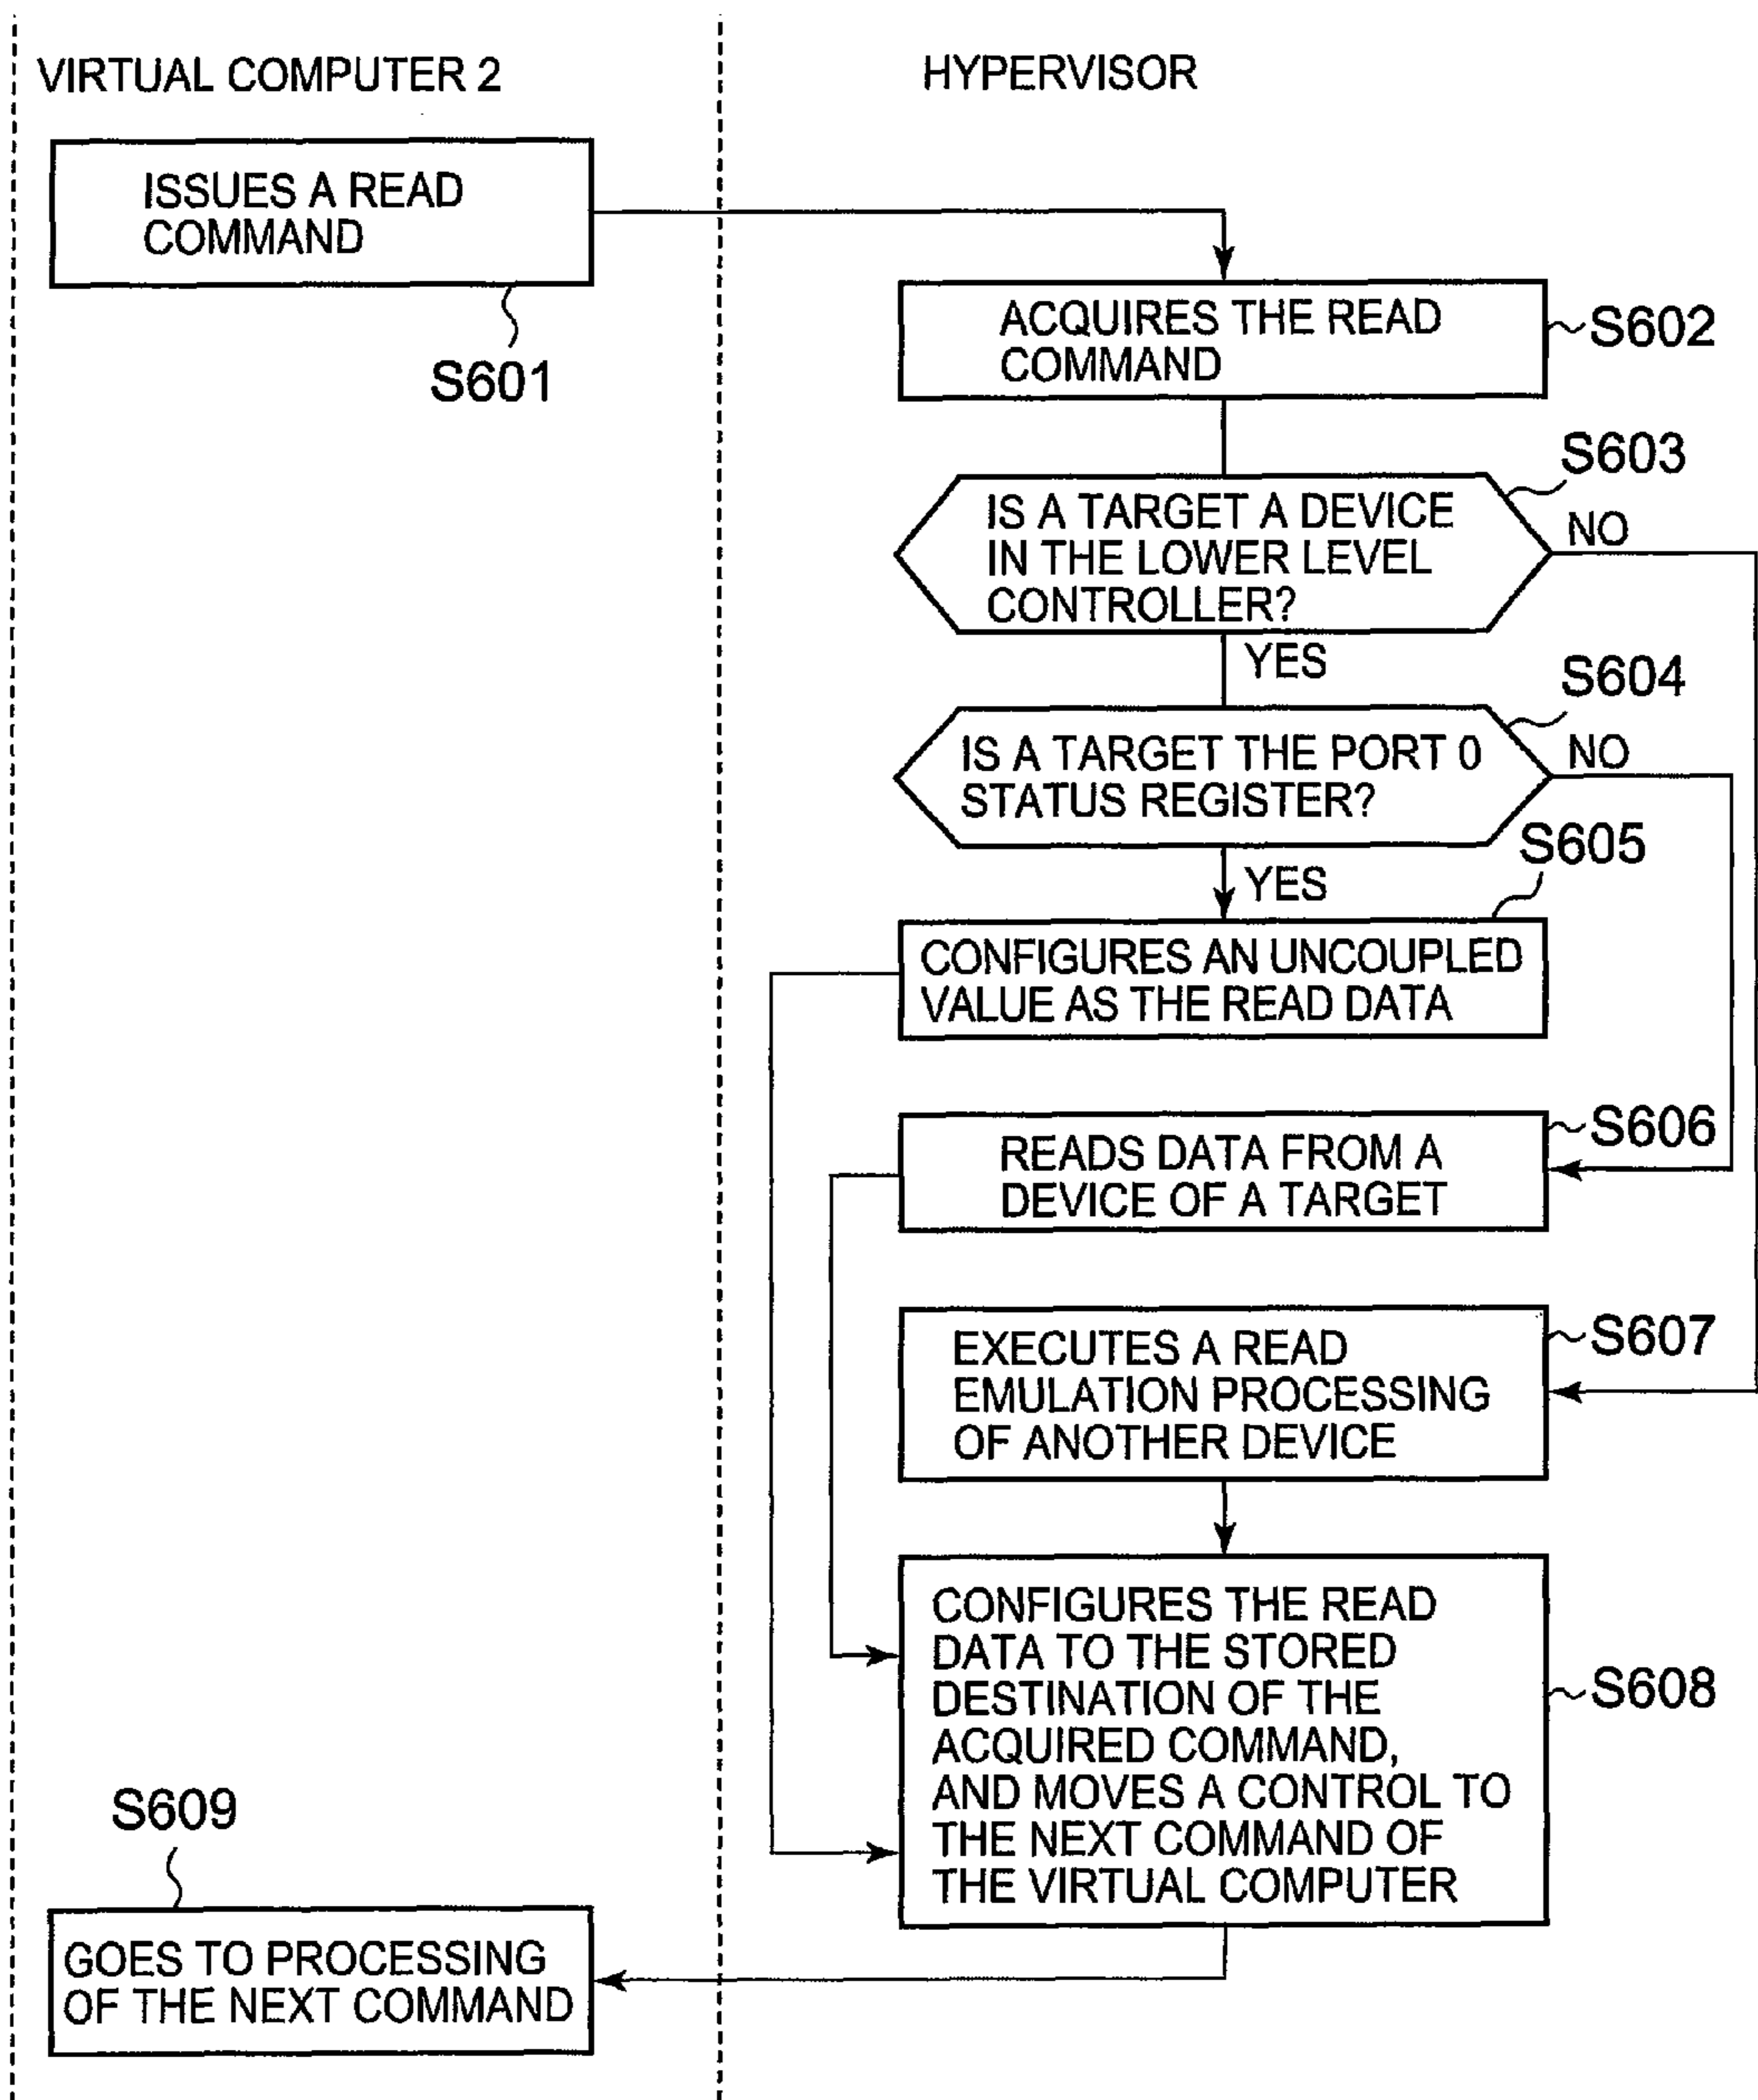 VIRTUAL COMPUTER 2
HYPERVISOR
ISSUES A READ
COMMAND
S601
ACQUIRES THE READ
COMMAND
S602
S603
IS A TARGET A DEVICE
IN THE LOWER LEVEL
CONTROLLER?
NO
YES
S604
IS A TARGET THE PORT 0
STATUS REGISTER?
NO
YES
S605
CONFIGURES AN UNCOUPLED
VALUE AS THE READ DATA
S606
READS DATA FROM A
DEVICE OF A TARGET
S607
EXECUTES A READ
EMULATION PROCESSING
OF ANOTHER DEVICE
CONFIGURES THE READ
DATA TO THE STORED
DESTINATION OF THE
ACQUIRED COMMAND,
AND MOVES A CONTROL TO
THE NEXT COMMAND OF
THE VIRTUAL COMPUTER
S608
S609
GOES TO PROCESSING
OF THE NEXT COMMAND